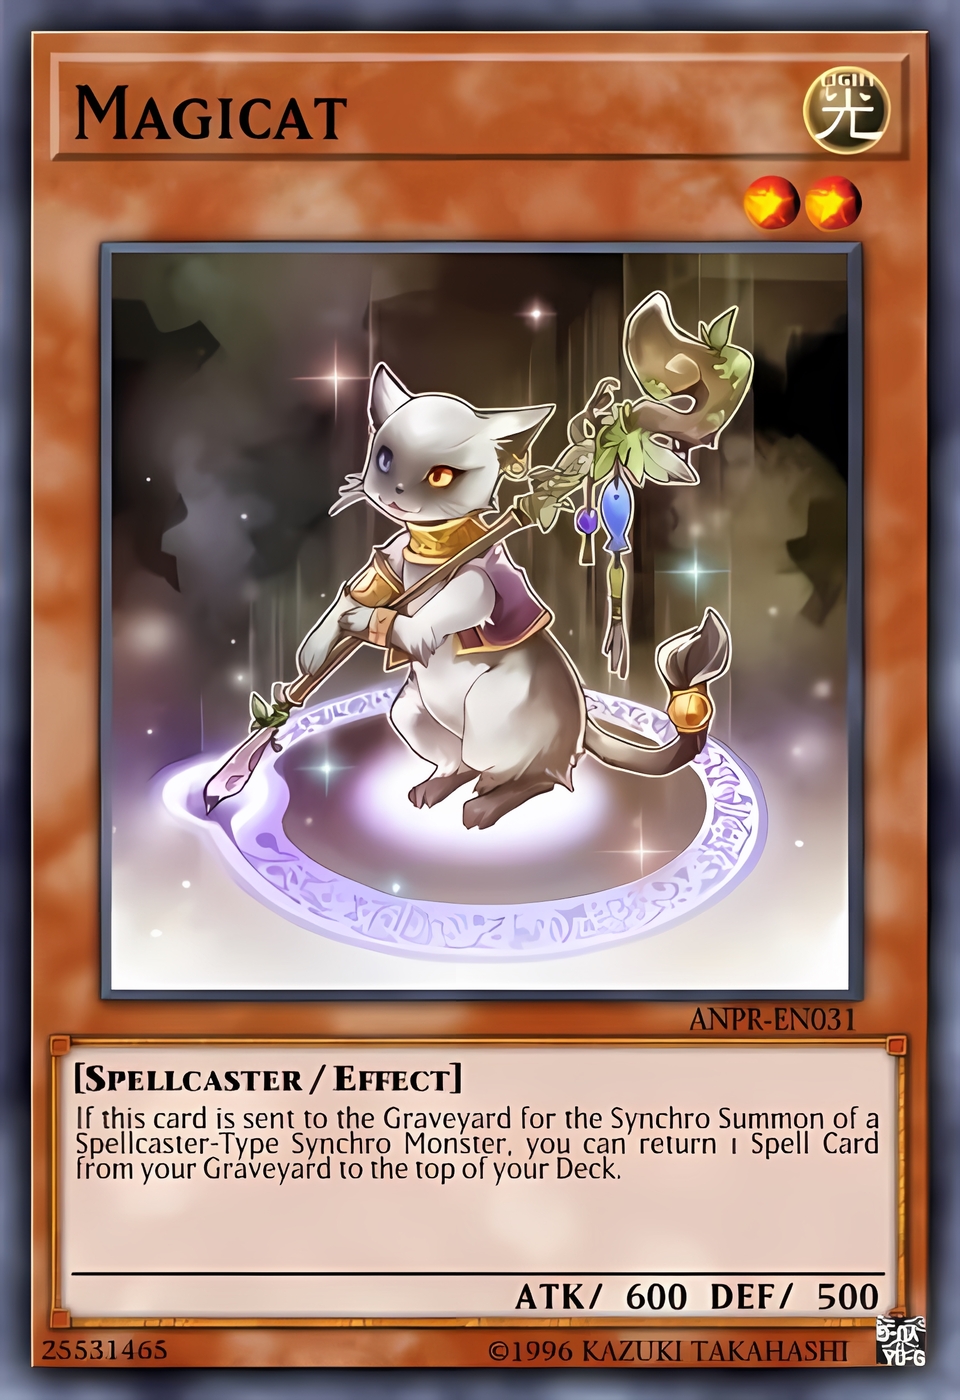 MAGICAT
光
ANPR-EN031
[SPELLCASTER / EFFECT]
If this card is sent to the Graveyard for the Synchro Summon of a
Spellcaster-Type Synchro Monster, you can return 1 Spell Card
from your Graveyard to the top of your Deck.
ATK/ 600 DEF/ 500
25531465
©1996 KAZUKI TAKAHASHI